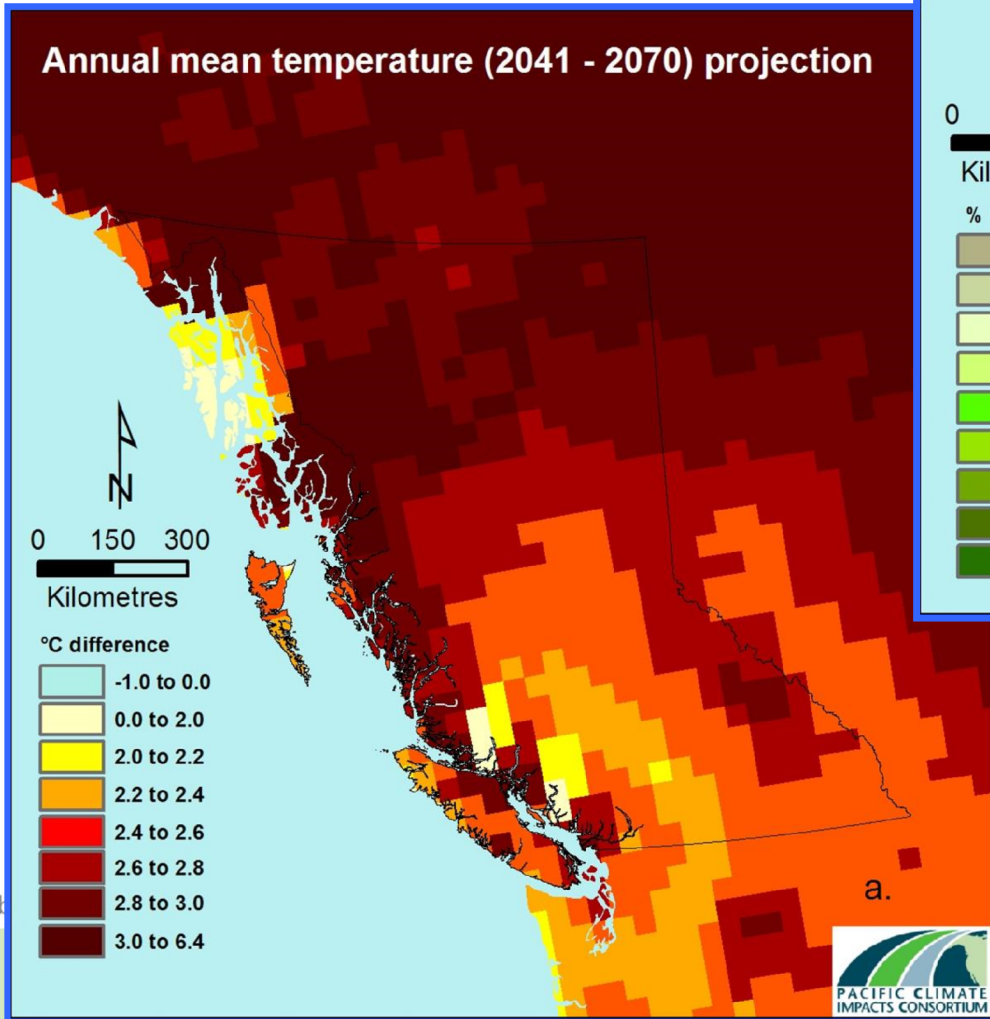 Annual mean temperature (2041 - 2070) projection
N
0 150 300
Kilometres
°C difference
-1.0 to 0.0
0.0 to 2.0
2.0 to 2.2
2.2 to 2.4
2.4 to 2.6
2.6 to 2.8
2.8 to 3.0
3.0 to 6.4
a.
PACIFIC CLIMATE
IMPACTS CONSORTIUM
0
%